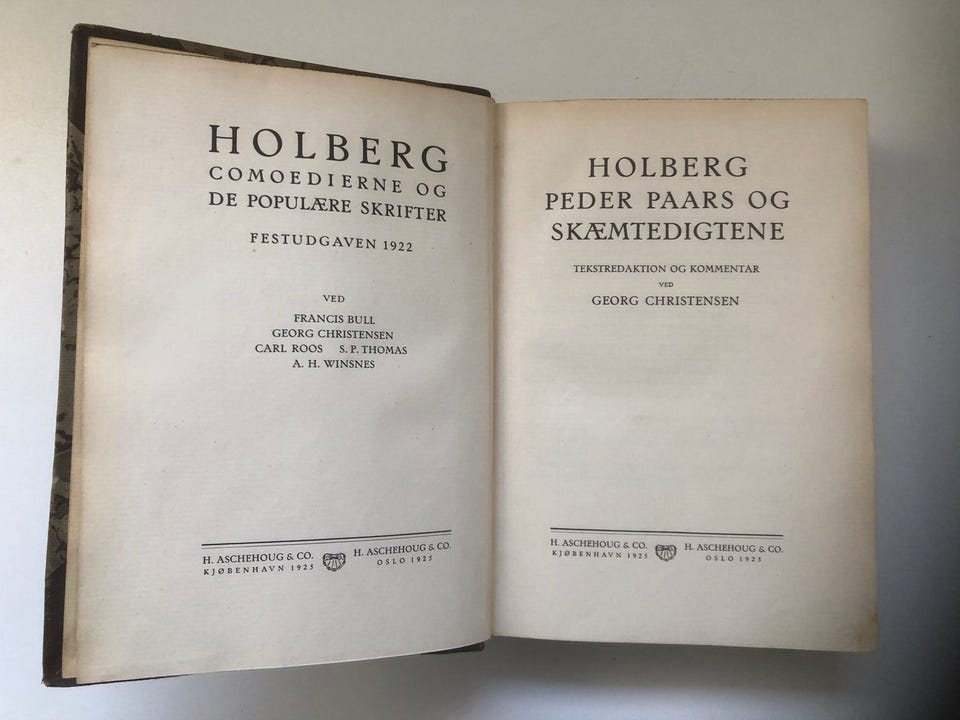 HOLBERG
COMOEDIERNE OG
DE POPULÆRE SKRIFTER
FESTUDGAVEN 1922
VED
FRANCIS BULL
GEORG CHRISTENSEN
CARL ROOS S. P. THOMAS
A. H. WINSNES
H. ASCHEHOUG & CO. H. ASCHEHOUG & CO.
KJØBENHAVN 1925 OSLO 1925
HOLBERG
PEDER PAARS OG
SKÆMTEDIGTENE
TEKSTREDAKTION OG KOMMENTAR
VED
GEORG CHRISTENSEN
H. ASCHEHOUG & CO. H. ASCHEHOUG & CO.
KJØBENHAVN 1925 OSLO 1925